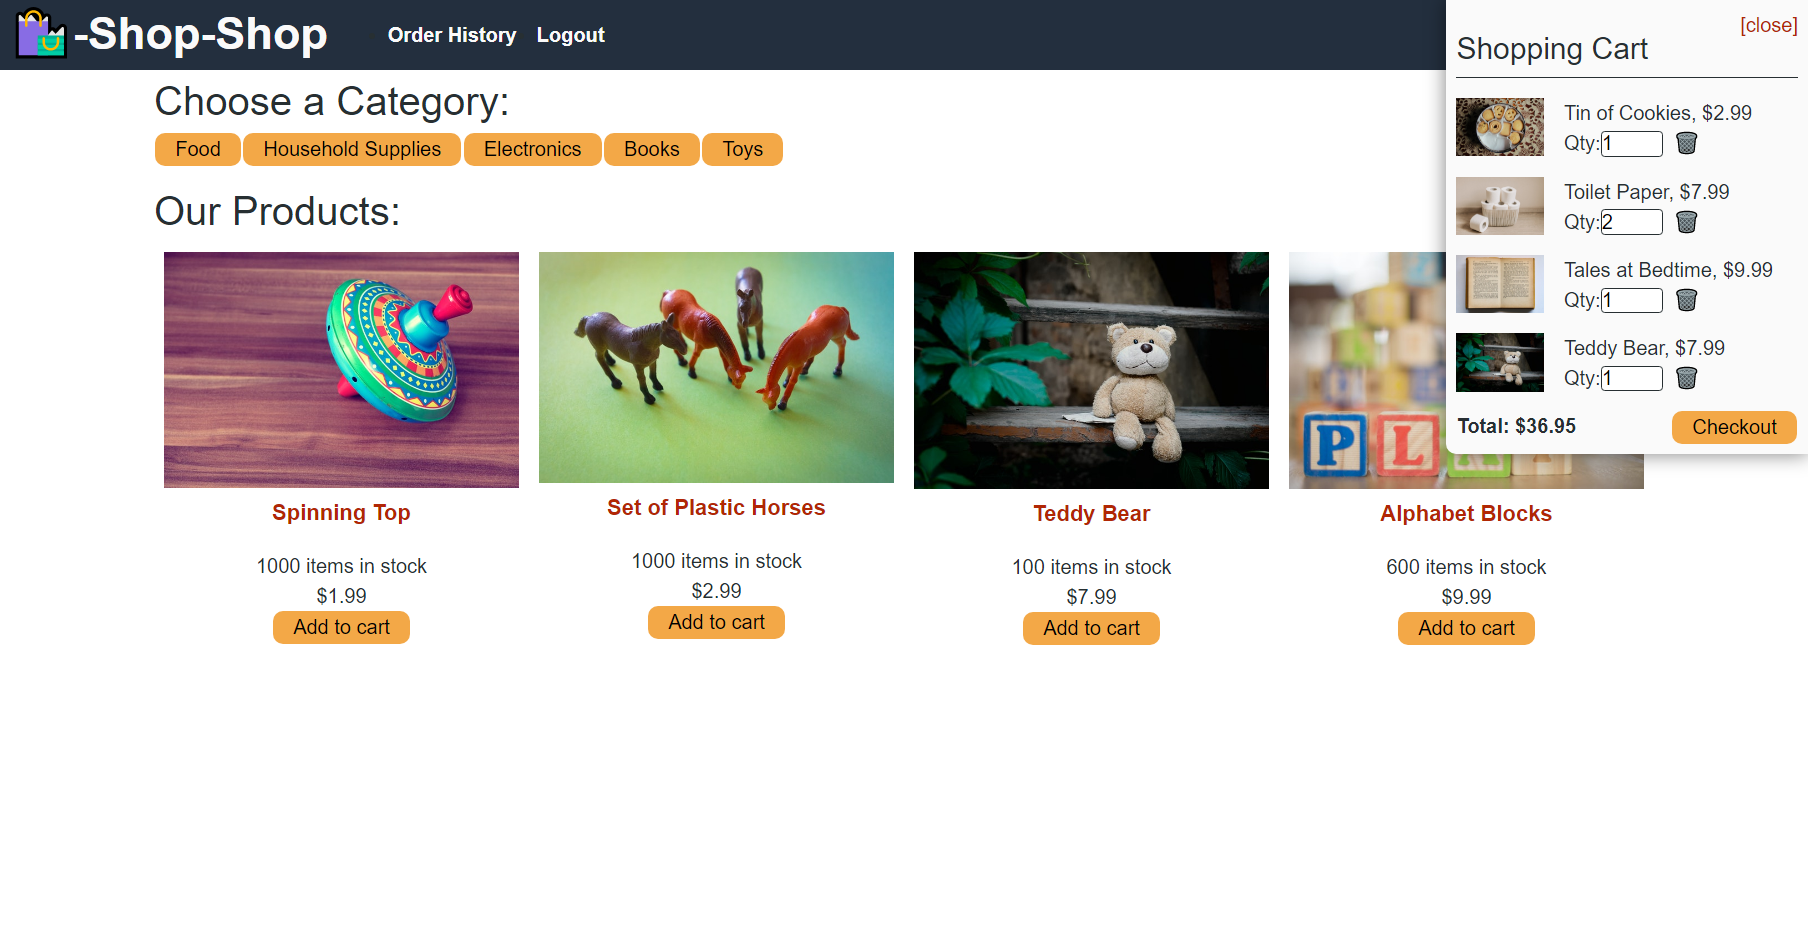 -Shop-Shop
Order History
Logout
Choose a Category:
Food
Household Supplies
Electronics
Books
Toys
Our Products:
Spinning Top
1000 items in stock
$1.99
Add to cart
Set of Plastic Horses
1000 items in stock
$2.99
Add to cart
Teddy Bear
100 items in stock
$7.99
Add to cart
P L
Alphabet Blocks
600 items in stock
$9.99
Add to cart
[close]
Shopping Cart
Tin of Cookies, $2.99
Qty:1
Toilet Paper, $7.99
Qty:2
Tales at Bedtime, $9.99
Qty:1
Teddy Bear, $7.99
Qty:1
Total: $36.95
Checkout